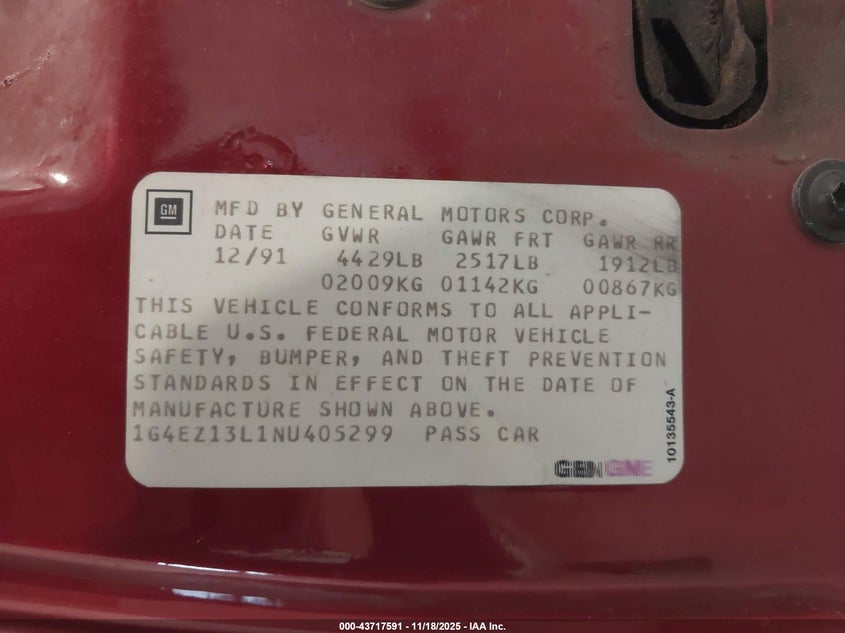 GM
MFD BY GENERAL MOTORS CORP.
DATE GVWR GAWR FRT GAWR RR
12/91 4429LB 2517LB 1912LB
02009KG 01142KG 00867KG
THIS VEHICLE CONFORMS TO ALL APPLI-
CABLE U.S. FEDERAL MOTOR VEHICLE
SAFETY, BUMPER, AND THEFT PREVENTION
STANDARDS IN EFFECT ON THE DATE OF
MANUFACTURE SHOWN ABOVE.
1G4EZ13L1NU405299 PASS CAR
10135543-A
000-43717591 - 11/18/2025 - IAA Inc.